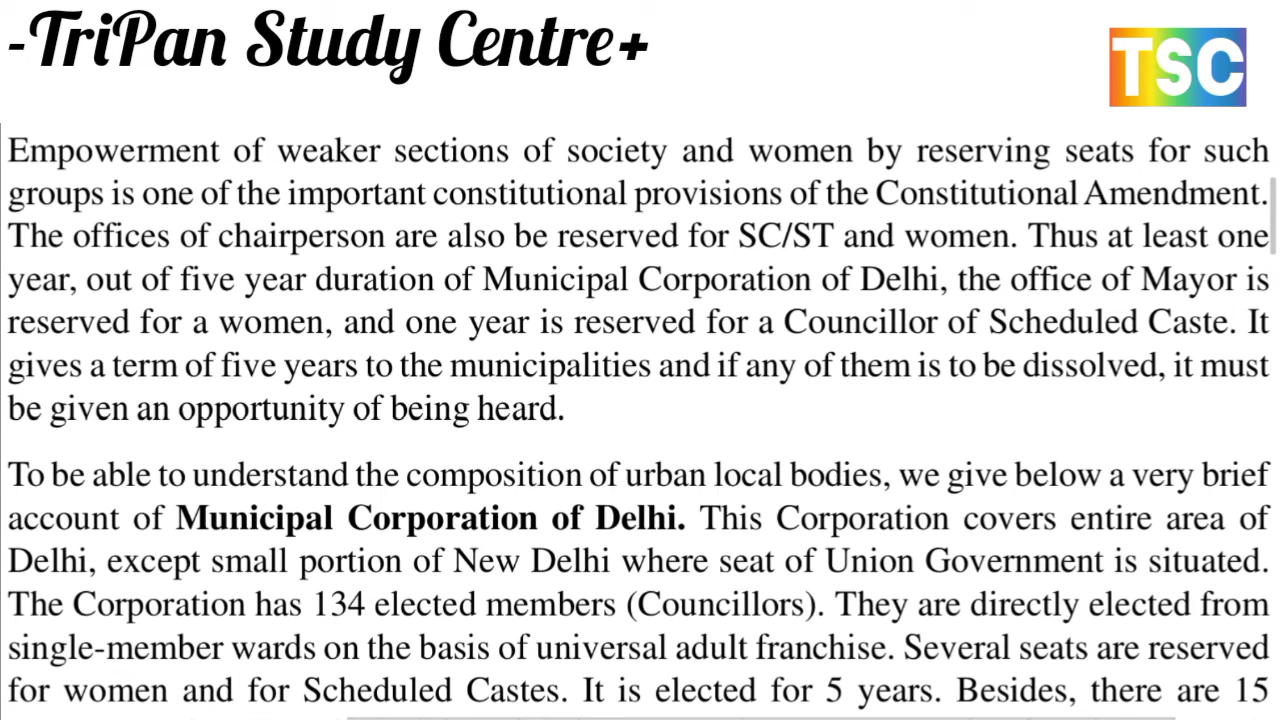 -TriPan Study Centre+
TSC
Empowerment of weaker sections of society and women by reserving seats for such
groups is one of the important constitutional provisions of the Constitutional Amendment.
The offices of chairperson are also be reserved for SC/ST and women. Thus at least one
year, out of five year duration of Municipal Corporation of Delhi, the office of Mayor is
reserved for a women, and one year is reserved for a Councillor of Scheduled Caste. It
gives a term of five years to the municipalities and if any of them is to be dissolved, it must
be given an opportunity of being heard.
To be able to understand the composition of urban local bodies, we give below a very brief
account of Municipal Corporation of Delhi. This Corporation covers entire area of
Delhi, except small portion of New Delhi where seat of Union Government is situated.
The Corporation has 134 elected members (Councillors). They are directly elected from
single-member wards on the basis of universal adult franchise. Several seats are reserved
for women and for Scheduled Castes. It is elected for 5 years. Besides, there are 15